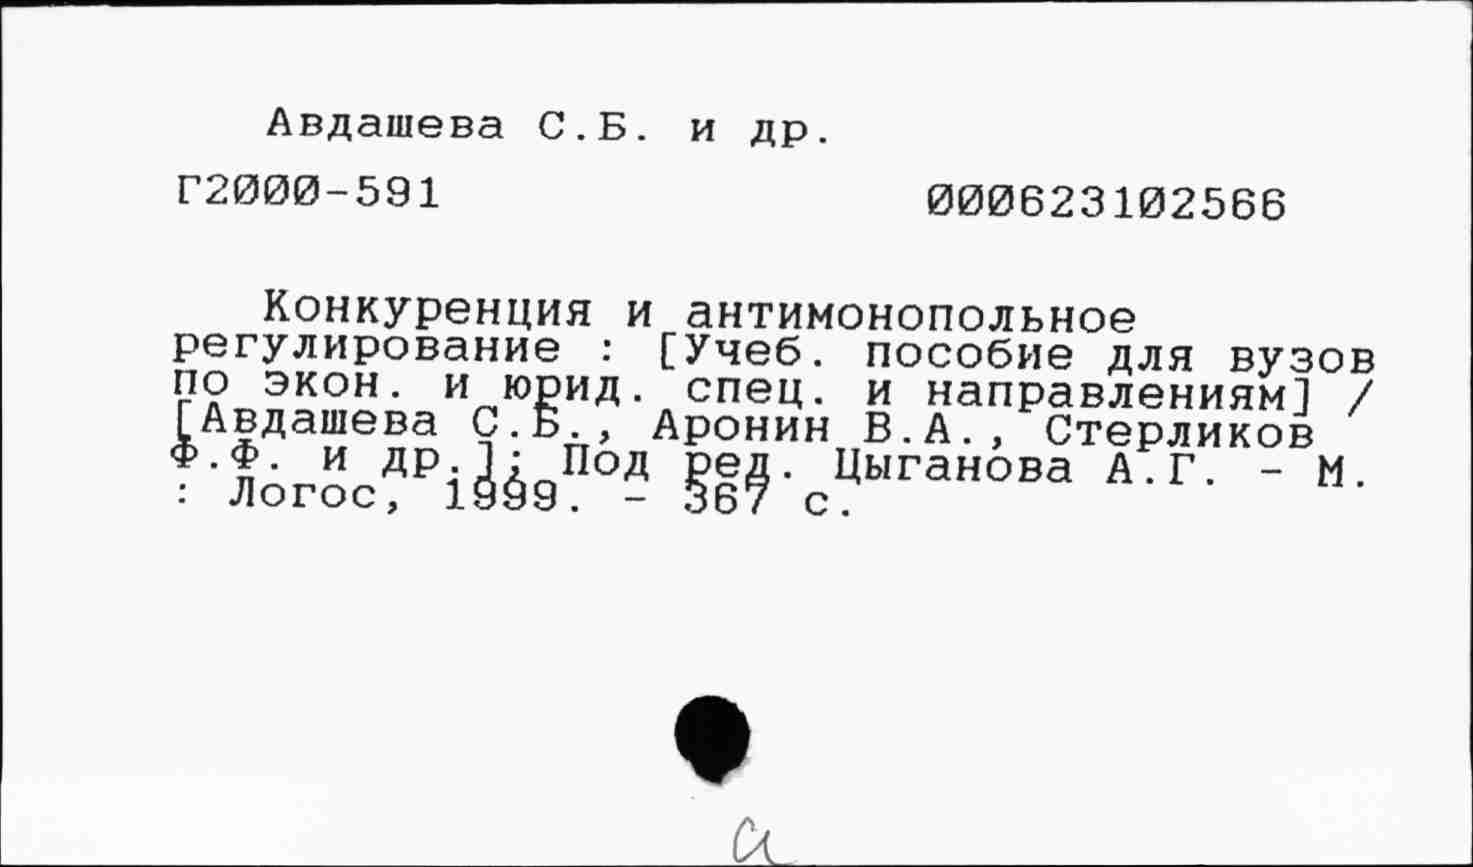 Авдашева С.Б. и др.
Г2000-591 000623102566
Конкуренция и антимонопольное
регулирование : [Учеб. пособие для вузов
по экон. и юрид. спец. и направлениям] /
[Авдашева С.Б., Аронин В.А., Стерликов
Ф.Ф. и др.]; Под ред. Цыганова А.Г. - М.
: Логос, 1999. - 367 с.